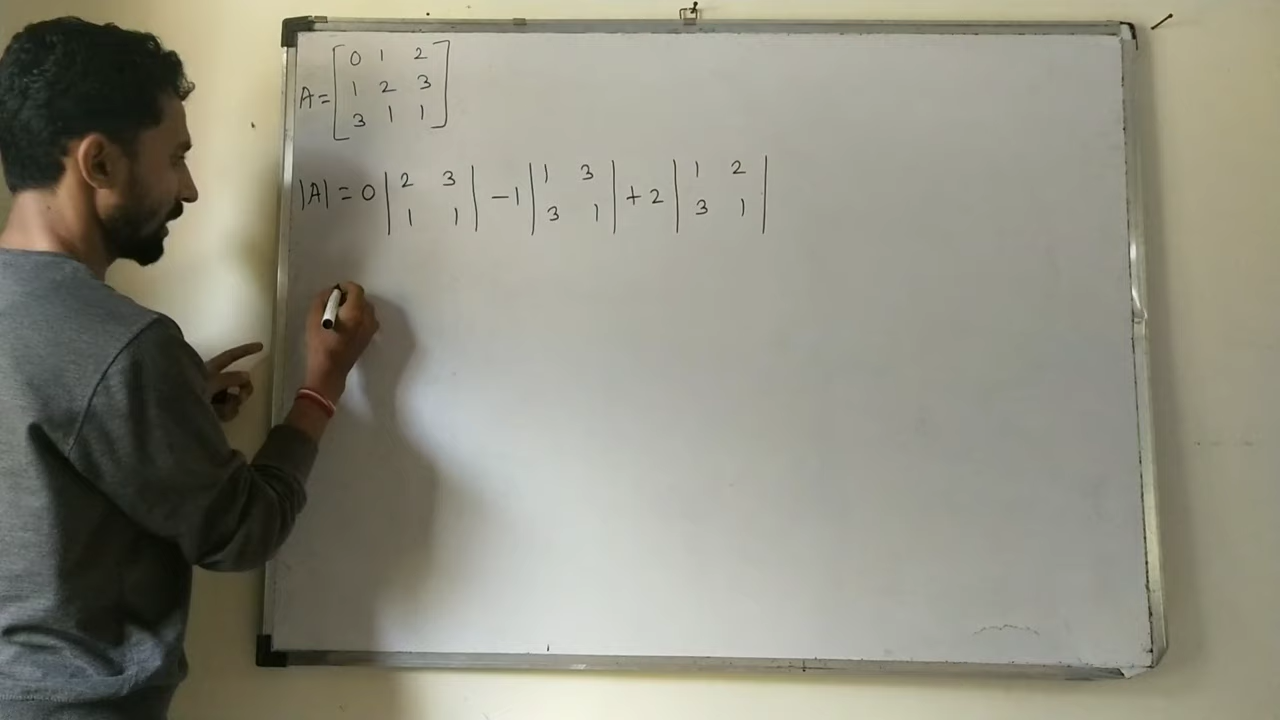 0 1 2
A = 1 2 3
3 1 1
|A| = 0 | 2 3 | - 1 | 1 3 | + 2 | 1 2 |
| 1 1 | | 3 1 | | 3 1 |